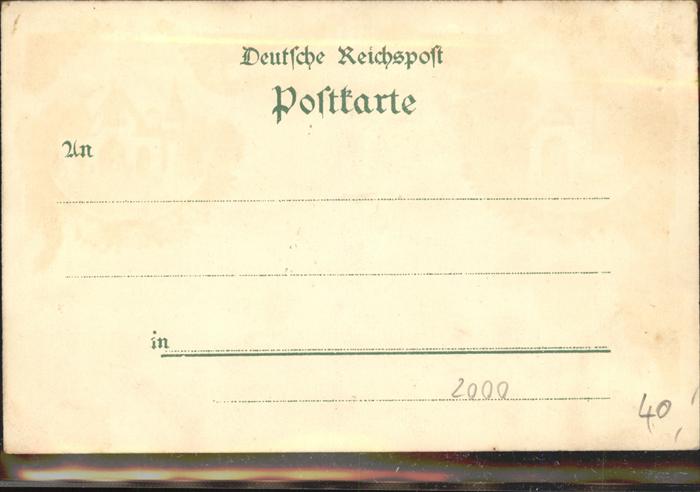 Deutſche Reichspoſt
Poſtkarte
An
in
2000
40,